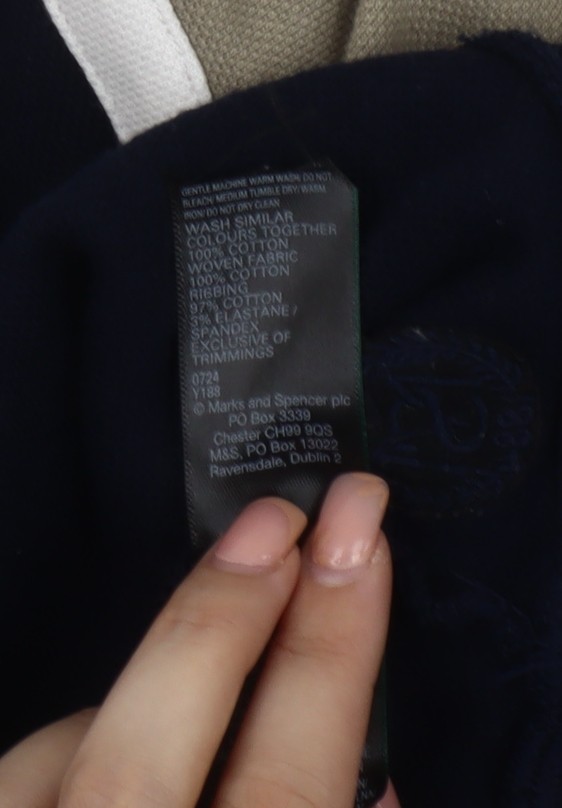 GENTLE MACHINE WARM WASH/DO NOT
BLEACH/MEDIUM TUMBLE DRY/WARM
IRON/DO NOT DRY CLEAN
WASH SIMILAR
COLOURS TOGETHER
100% COTTON
WOVEN FABRIC
100% COTTON
RIBBING
97% COTTON
3% ELASTANE/
SPANDEX
EXCLUSIVE OF
TRIMMINGS
0724
Y188
© Marks and Spencer plc
PO Box 3339
Chester CH99 9QS
M&S, PO Box 13022
Ravensdale, Dublin 2